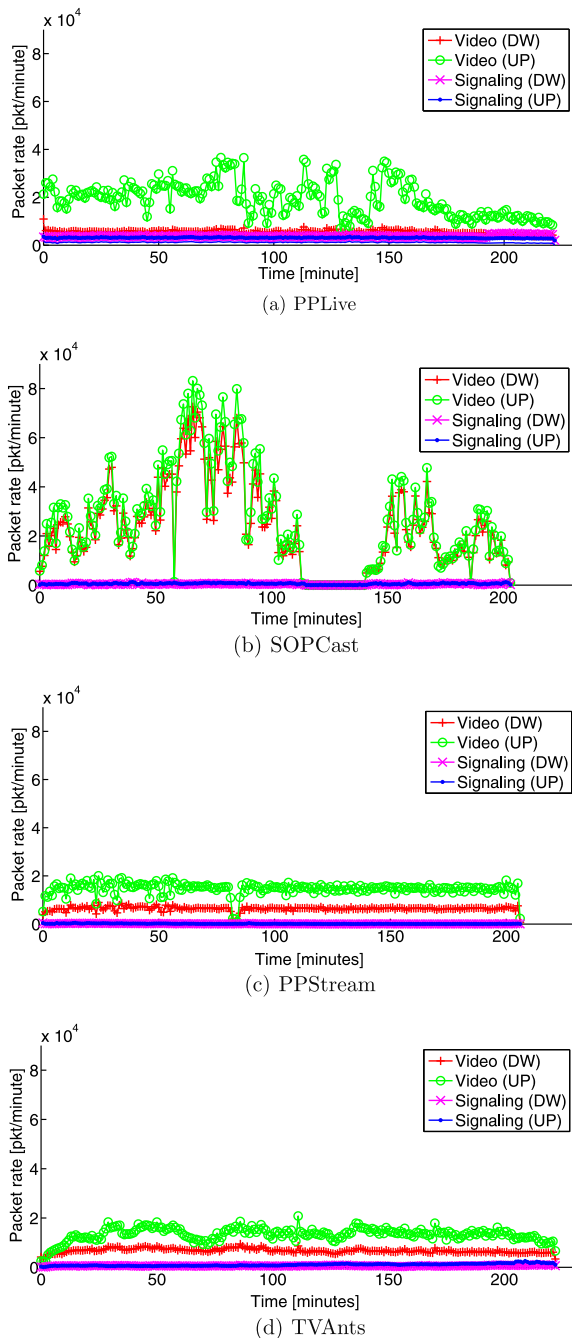 x 10^4
Packet rate [pkt/minute]
8
6
4
2
0
0 50 100 150 200
Time [minute]
Video (DW)
Video (UP)
Signaling (DW)
Signaling (UP)
(a) PPLive
x 10^4
Packet rate [pkt/minute]
8
6
4
2
0
0 50 100 150 200
Time [minutes]
Video (DW)
Video (UP)
Signaling (DW)
Signaling (UP)
(b) SOPCast
x 10^4
Packet rate [pkt/minute]
8
6
4
2
0
0 50 100 150 200
Time [minutes]
Video (DW)
Video (UP)
Signaling (DW)
Signaling (UP)
(c) PPStream
x 10^4
Packet rate [pkt/minute]
8
6
4
2
0
0 50 100 150 200
Time [minutes]
Video (DW)
Video (UP)
Signaling (DW)
Signaling (UP)
(d) TVAnts